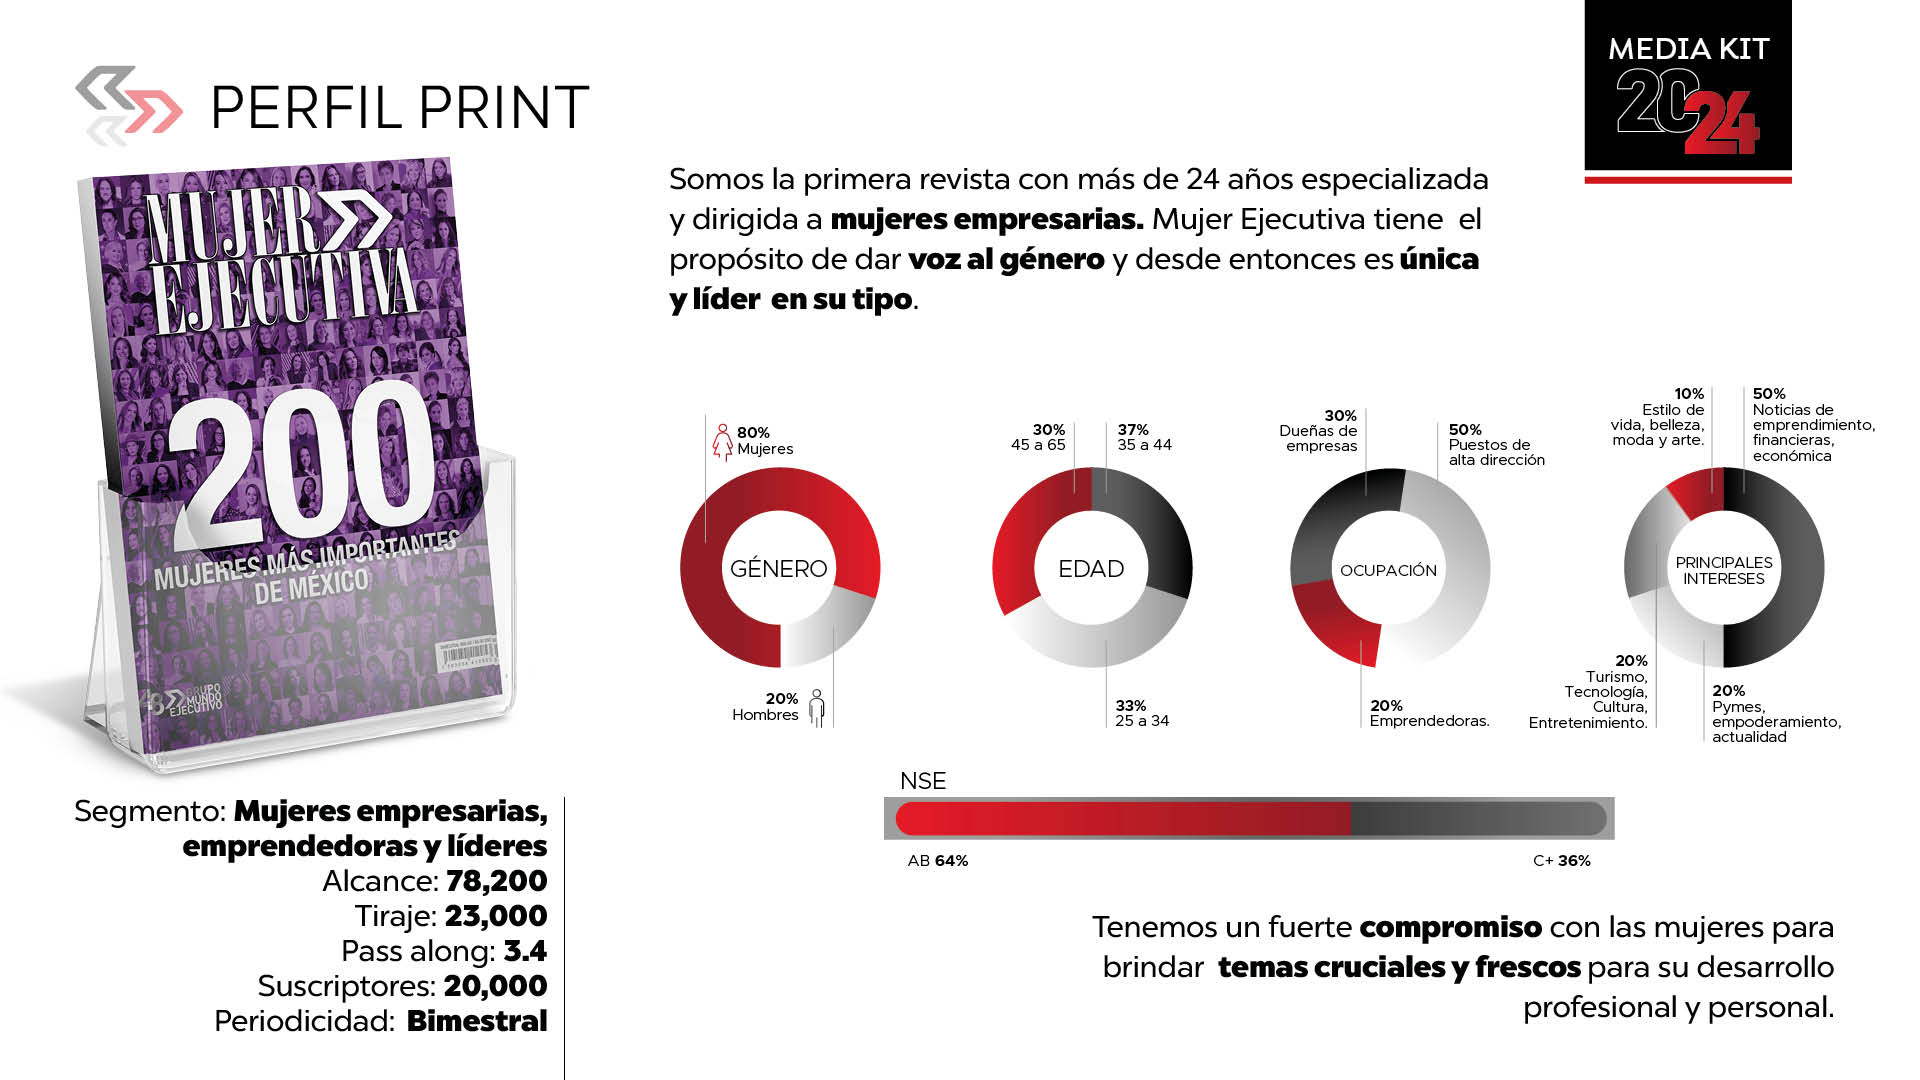 PERFIL PRINT
MEDIA KIT
2024
MUJER
EJECUTIVA
200
MUJERES MÁS IMPORTANTES
DE MÉXICO
GRUPO
MUNDO
EJECUTIVO
Somos la primera revista con más de 24 años especializada
y dirigida a mujeres empresarias. Mujer Ejecutiva tiene el
propósito de dar voz al género y desde entonces es única
y líder en su tipo.
80%
Mujeres
GÉNERO
20%
Hombres
30%
45 a 65
37%
35 a 44
EDAD
33%
25 a 34
30%
Dueñas de
empresas
50%
Puestos de
alta dirección
OCUPACIÓN
20%
Emprendedoras.
10%
Estilo de
vida, belleza,
moda y arte.
50%
Noticias de
emprendimiento,
financieras,
económica
PRINCIPALES
INTERESES
20%
Turismo,
Tecnología,
Cultura,
Entretenimiento.
20%
Pymes,
empoderamiento,
actualidad
NSE
AB 64%
C+ 36%
Segmento: Mujeres empresarias,
emprendedoras y líderes
Alcance: 78,200
Tiraje: 23,000
Pass along: 3.4
Suscriptores: 20,000
Periodicidad: Bimestral
Tenemos un fuerte compromiso con las mujeres para
brindar temas cruciales y frescos para su desarrollo
profesional y personal.